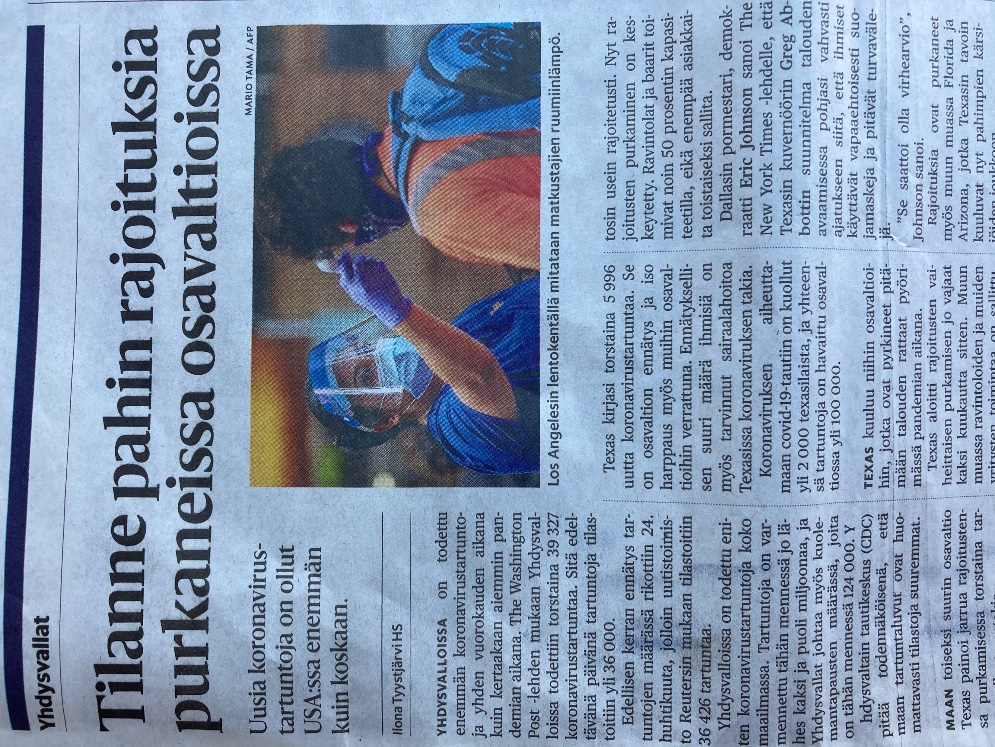 Yhdysvallat
Tilanne pahin rajoituksia
purkaneissa osavaltioissa
Uusia koronavirus-
tartuntoja on ollut
USA:ssa enemmän
kuin koskaan.
Ilona Tyystjärvi HS
MARIO TAMA / AFP
Los Angelesin lentokentällä mitataan matkustajien ruumiinlämpö.
YHDYSVALLOISSA on todettu
enemmän koronavirustartunto-
ja yhden vuorokauden aikana
kuin kertaakaan aiemmin pan-
demian aikana. The Washington
Post -lehden mukaan Yhdysval-
loissa todettiin torstaina 39 327
koronavirustartuntaa. Sitä edel-
tävänä päivänä tartuntoja tilas-
toitiin yli 36 000.
Edellisen kerran ennätys tar-
tuntojen määrässä rikottiin 24.
huhtikuuta, jolloin uutistoimis-
to Reutersin mukaan tilastoitiin
36 426 tartuntaa.
Yhdysvalloissa on todettu eni-
ten koronavirustartuntoja koko
maailmassa. Tartuntoja on var-
mennettu tähän mennessä jo lä-
hes kaksi ja puoli miljoonaa, ja
Yhdysvallat johtaa myös kuole-
mantapausten määrässä, joita
on tähän mennessä 124 000. Y
hdysvaltain tautikeskus (CDC)
pitää todennäköisenä, että
maan tartuntaluvut ovat huo-
mattavasti tilastoja suuremmat.
MAAN toiseksi suurin osavaltio
Texas painoi jarrua rajoitusten-
sa purkamisessa torstaina tar-
Texas kirjasi torstaina 5 996
uutta koronavirustartuntaa. Se
on osavaltion ennätys ja iso
harppaus myös muihin osaval-
tioihin verrattuna. Ennätykselli-
sen suuri määrä ihmisiä on
myös tarvinnut sairaalahoitoa
Texasissa koronaviruksen takia.
Koronaviruksen aiheutta-
maan covid-19-tautiin on kuollut
yli 2 000 texasilaista, ja yhteen-
sä tartuntoja on havaittu osaval-
tiossa yli 100 000.
TEXAS kuuluu niihin osavaltioi-
hin, jotka ovat pyrkineet pitä-
mään talouden rattaat pyöri-
mässä pandemian aikana.
Texas aloitti rajoitusten vai-
heittaisen purkamisen jo vajaat
kaksi kuukautta sitten. Muun
muassa ravintoloiden ja muiden
yritysten toimintaa on sallittu
tosin usein rajoitetusti. Nyt ra-
joitusten purkaminen on kes-
keytetty. Ravintolat ja baarit toi-
mivat noin 50 prosentin kapasi-
teetilla, eikä enempää asiakkai-
ta toistaiseksi sallita.
Dallasin pormestari, demok-
raatti Eric Johnson sanoi The
New York Times -lehdelle, että
Texasin kuvernöörin Greg Ab-
bottin suunnitelma talouden
avaamisessa pohjasi vahvasti
ajatukseen siitä, että ihmiset
käyttävät vapaaehtoisesti suo-
jamaskeja ja pitävät turvaväle-
jä.
”Se saattoi olla virhearvio”,
Johnson sanoi.
Rajoituksia ovat purkaneet
myös muun muassa Florida ja
Arizona, jotka Texasin tavoin
kuuluvat nyt pahimpien kärsi-